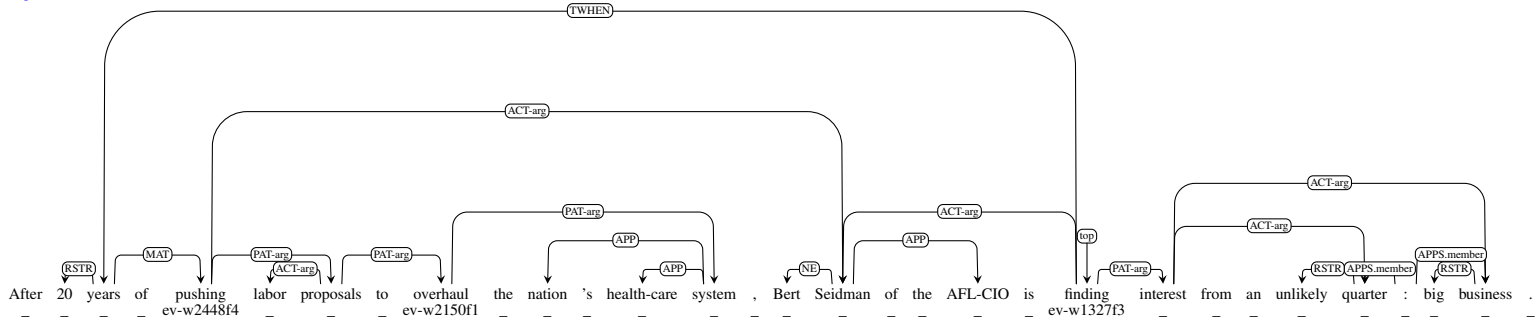 TWHEN
ACT-arg
ACT-arg
PAT-arg ACT-arg
ACT-arg
APP APP
top
MAT PAT-arg PAT-arg APPS.member
RSTR ACT-arg APP NE PAT-arg RSTR APPS.member RSTR
After 20 years of pushing labor proposals to overhaul the nation 's health-care system , Bert Seidman of the AFL-CIO is finding interest from an unlikely quarter : big business .
ev-w2448f4 ev-w2150f1 ev-w1327f3
_ _ _ _ _ _ _ _ _ _ _ _ _ _ _ _ _ _ _ _ _ _ _ _ _ _ _ _